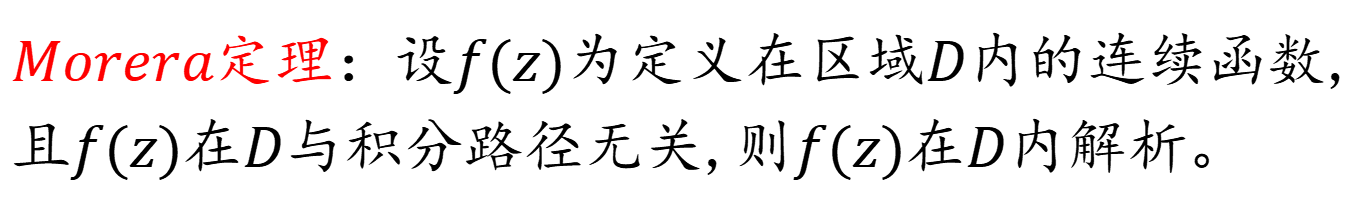 Morera定理：设f(z)为定义在区域D内的连续函数,
且f(z)在D与积分路径无关, 则f(z)在D内解析。